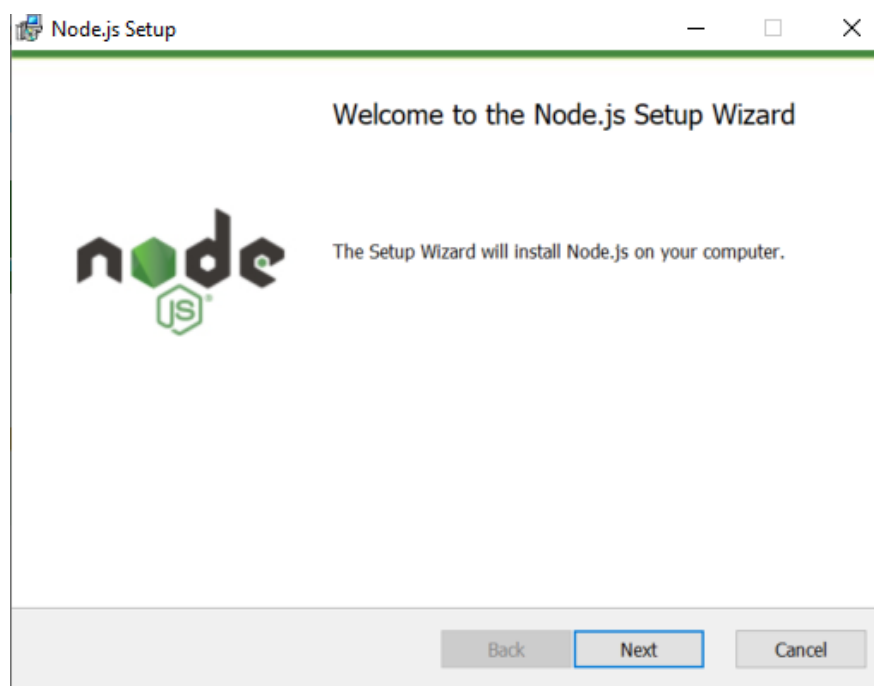 Node.js Setup
Welcome to the Node.js Setup Wizard
node
JS®
The Setup Wizard will install Node.js on your computer.
Back
Next
Cancel